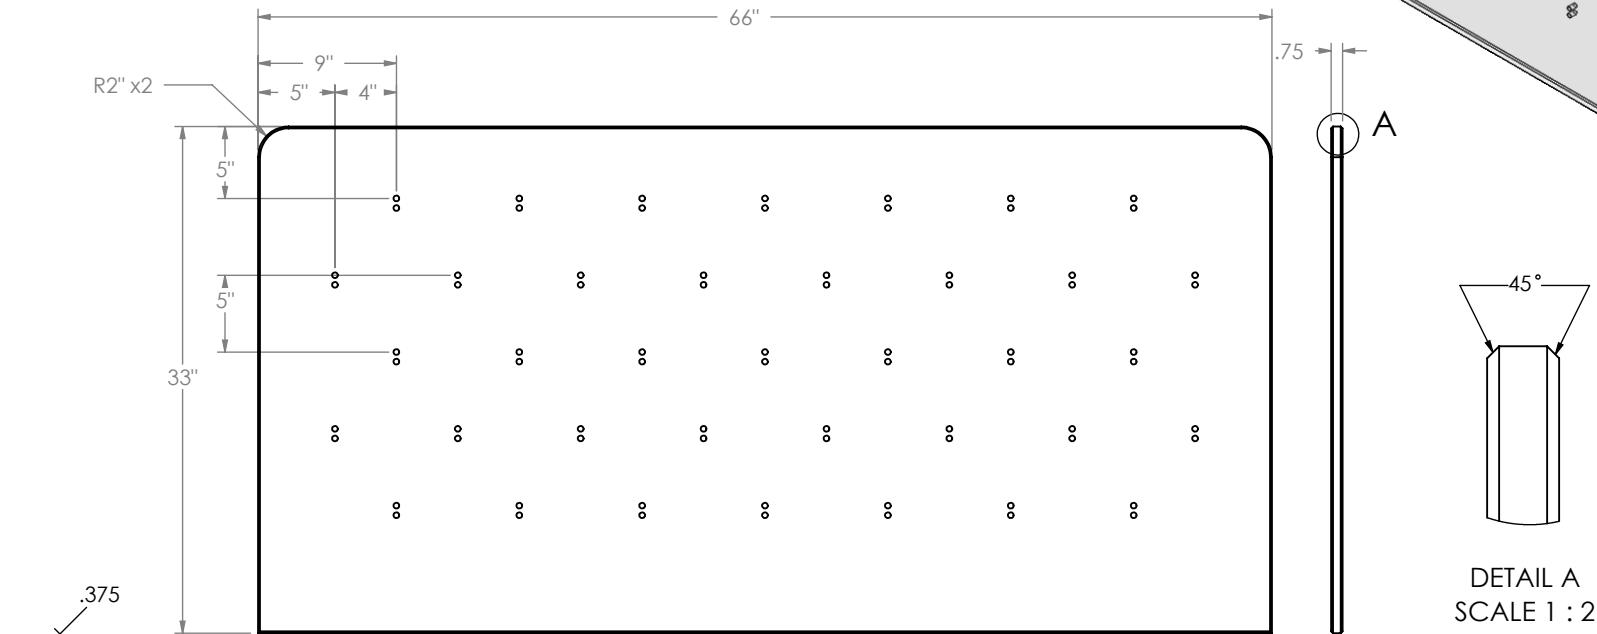 66"
9"
.75
R2" x2
5"
4"
A
5"
45°
5"
33"
DETAIL A
SCALE 1 : 2
.375